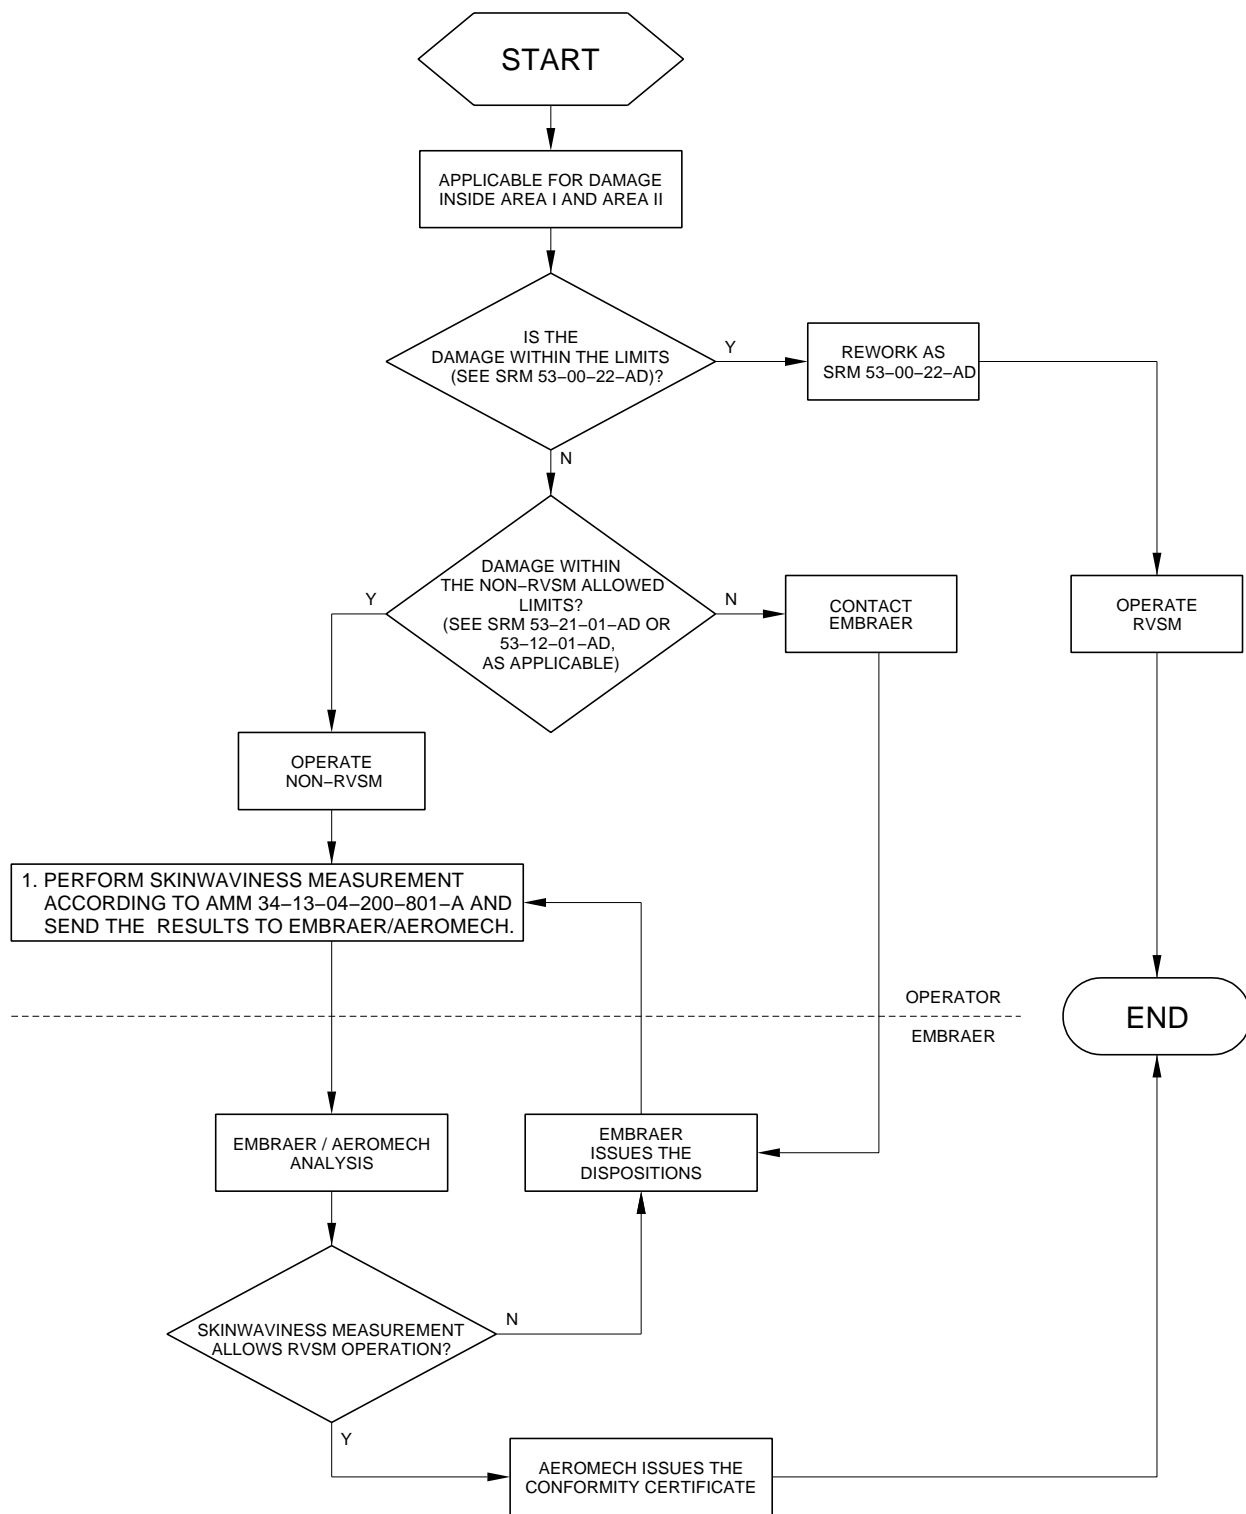 START
APPLICABLE FOR DAMAGE
INSIDE AREA I AND AREA II
IS THE
DAMAGE WITHIN THE LIMITS
(SEE SRM 53−00−22−AD)?
Y
REWORK AS
SRM 53−00−22−AD
N
DAMAGE WITHIN
THE NON−RVSM ALLOWED
LIMITS?
(SEE SRM 53−21−01−AD OR
53−12−01−AD,
AS APPLICABLE)
Y
N
CONTACT
EMBRAER
OPERATE
RVSM
OPERATE
NON−RVSM
1. PERFORM SKINWAVINESS MEASUREMENT
ACCORDING TO AMM 34−13−04−200−801−A AND
SEND THE RESULTS TO EMBRAER/AEROMECH.
OPERATOR
EMBRAER
END
EMBRAER / AEROMECH
ANALYSIS
EMBRAER
ISSUES THE
DISPOSITIONS
SKINWAVINESS MEASUREMENT
ALLOWS RVSM OPERATION?
N
Y
AEROMECH ISSUES THE
CONFORMITY CERTIFICATE